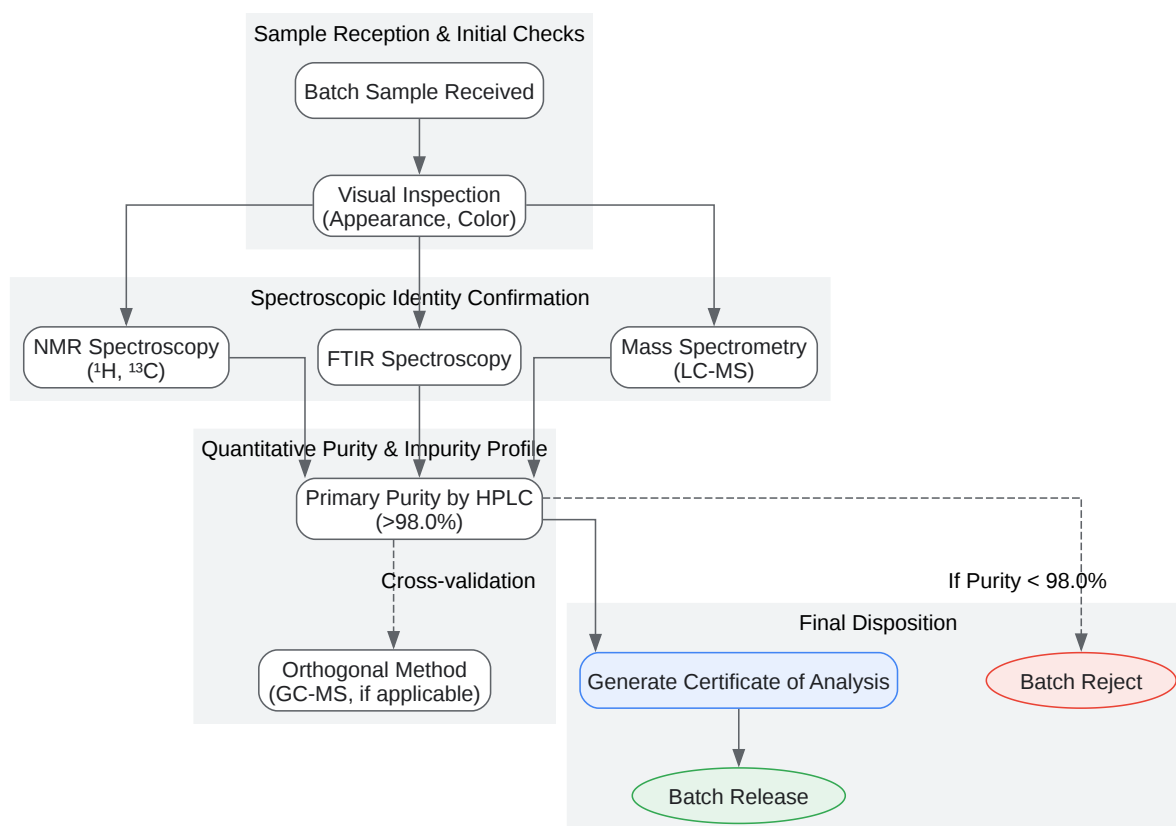 Sample Reception & Initial Checks
Batch Sample Received
Visual Inspection
(Appearance, Color)
Spectroscopic Identity Confirmation
NMR Spectroscopy
(¹H, ¹³C)
FTIR Spectroscopy
Mass Spectrometry
(LC-MS)
Quantitative Purity & Impurity Profile
Primary Purity by HPLC
(>98.0%)
Cross-validation
If Purity < 98.0%
Orthogonal Method
(GC-MS, if applicable)
Final Disposition
Generate Certificate of Analysis
Batch Reject
Batch Release